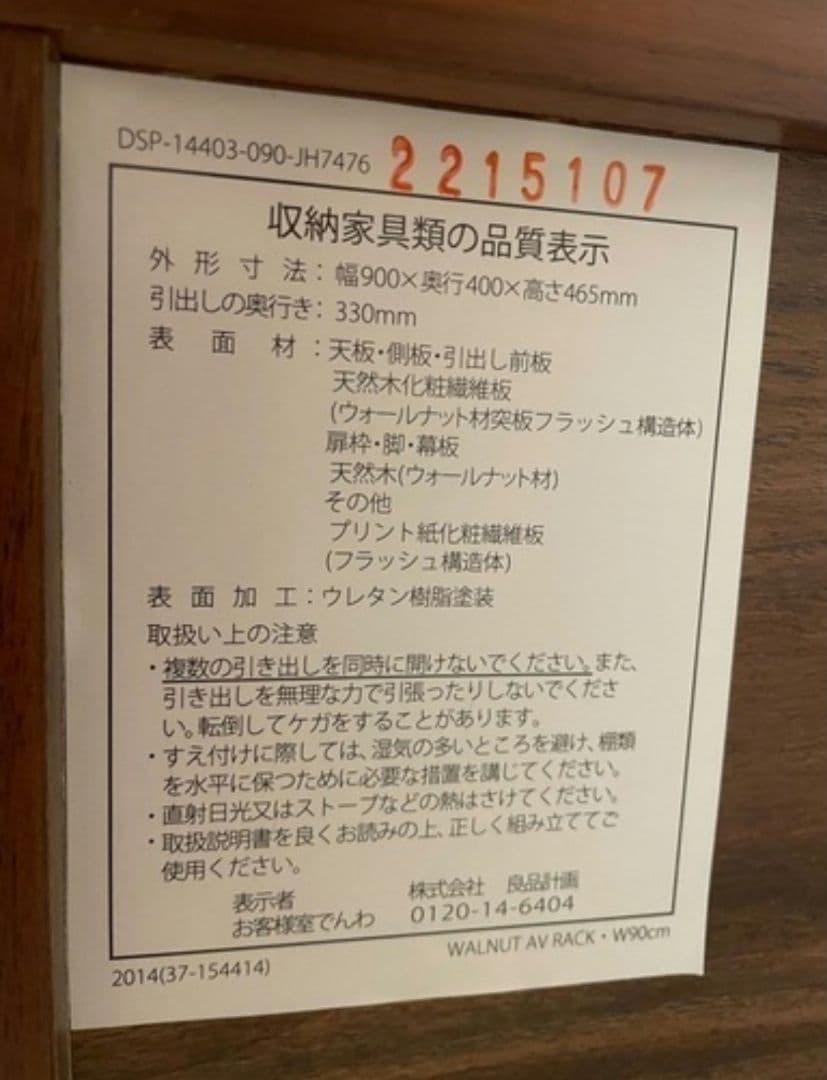 DSP-14403-090-JH7476 2215107
収納家具類の品質表示
外形寸法：幅900×奥行400×高さ465mm
引出しの奥行き：330mm
表面材：天板・側板・引出し前板
天然木化粧繊維板
(ウォールナット材突板フラッシュ構造体)
扉枠・脚・幕板
天然木(ウォールナット材)
その他
プリント紙化粧繊維板
(フラッシュ構造体)
表面加工：ウレタン樹脂塗装
取扱い上の注意
・複数の引き出しを同時に開けないでください。また、
引き出しを無理な力で引張ったりしないでくださ
い。転倒してケガをすることがあります。
・すえ付けに際しては、湿気の多いところを避け、棚類
を水平に保つために必要な措置を講じてください。
・直射日光又はストーブなどの熱はさけてください。
・取扱説明書を良くお読みの上、正しく組み立ててご
使用ください。
表示者 株式会社 良品計画
お客様室でんわ 0120-14-6404
WALNUT AV RACK・W90cm
2014(37-154414)